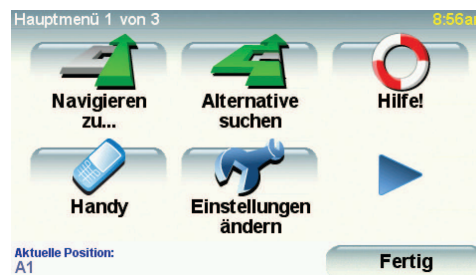 Hauptmenü 1 von 3
8:56am
Navigieren
zu...
Alternative
suchen
Hilfe!
Handy
Einstellungen
ändern
Aktuelle Position:
A1
Fertig